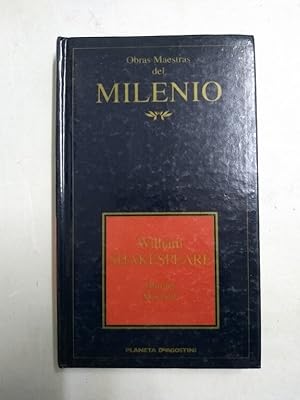 Obras Maestras
del
MILENIO
William
SHAKESPEARE
PLANETA DEAGOSTINI